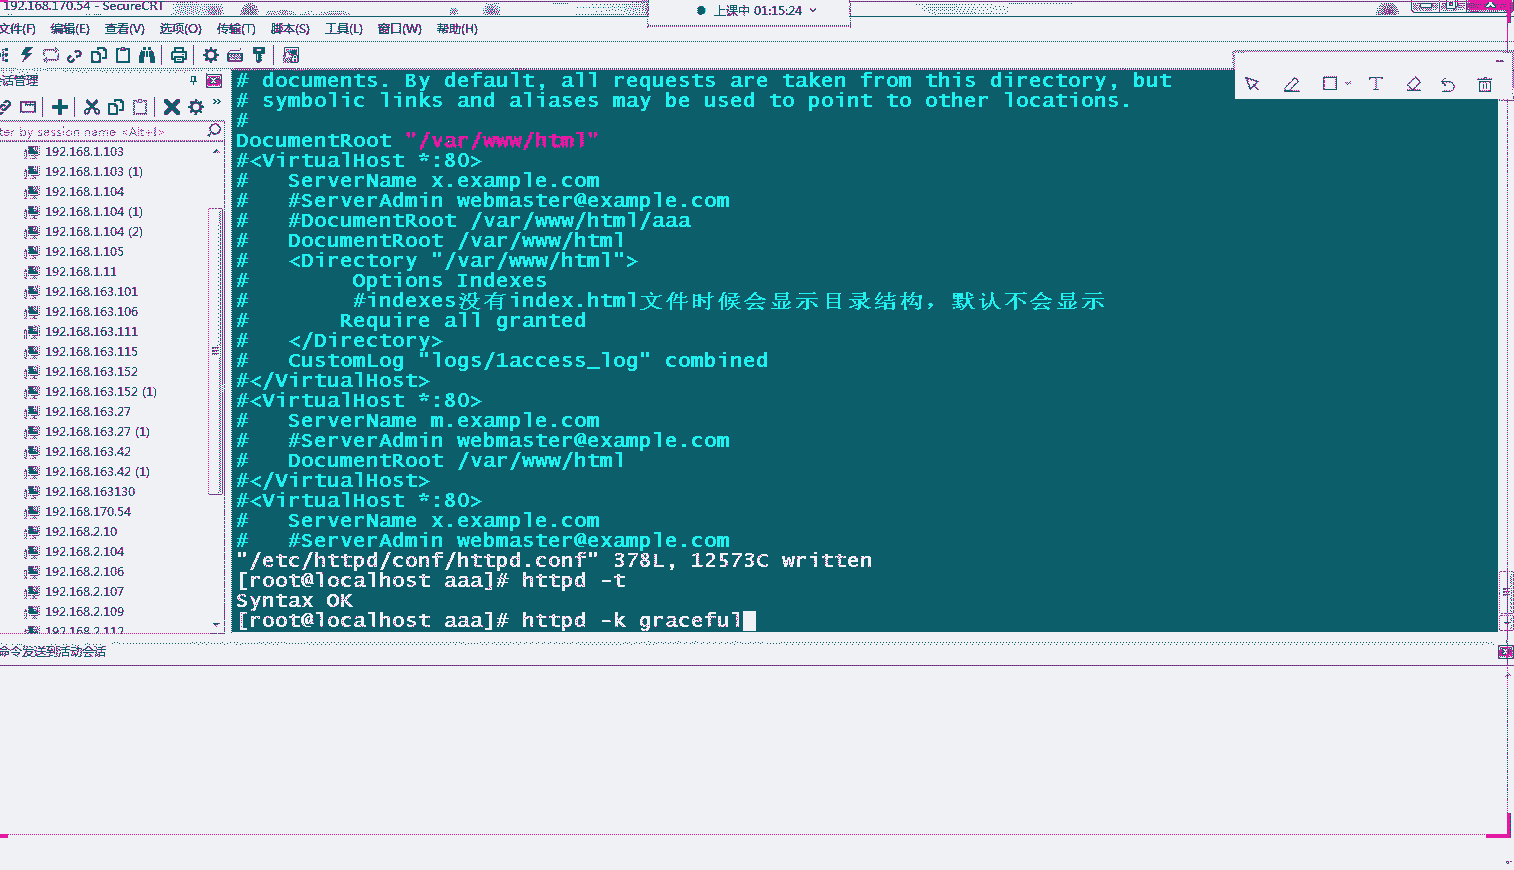 192.168.170.54 - SecureCRT
上课中 01:15:24
文件(F) 编辑(E) 查看(V) 选项(O) 传输(T) 脚本(S) 工具(L) 窗口(W) 帮助(H)
话管理
ter by session name <Alt+I>
192.168.1.103
192.168.1.103 (1)
192.168.1.104
192.168.1.104 (1)
192.168.1.104 (2)
192.168.1.105
192.168.1.11
192.168.163.101
192.168.163.106
192.168.163.111
192.168.163.115
192.168.163.152
192.168.163.152 (1)
192.168.163.27
192.168.163.27 (1)
192.168.163.42
192.168.163.42 (1)
192.168.163130
192.168.170.54
192.168.2.10
192.168.2.104
192.168.2.106
192.168.2.107
192.168.2.109
192.168.2.112
# documents. By default, all requests are taken from this directory, but
# symbolic links and aliases may be used to point to other locations.
#
DocumentRoot "/var/www/html"
#<VirtualHost *:80>
#   ServerName x.example.com
#   #ServerAdmin webmaster@example.com
#   #DocumentRoot /var/www/html/aaa
#   DocumentRoot /var/www/html
#   <Directory "/var/www/html">
#        Options Indexes
#        #indexes没有index.html文件时候会显示目录结构，默认不会显示
#       Require all granted
#   </Directory>
#   CustomLog "logs/1access_log" combined
#</VirtualHost>
#<VirtualHost *:80>
#   ServerName m.example.com
#   #ServerAdmin webmaster@example.com
#   DocumentRoot /var/www/html
#</VirtualHost>
#<VirtualHost *:80>
#   ServerName x.example.com
#   #ServerAdmin webmaster@example.com
"/etc/httpd/conf/httpd.conf" 378L, 12573C written
[root@localhost aaa]# httpd -t
Syntax OK
[root@localhost aaa]# httpd -k graceful
命令发送到活动会话